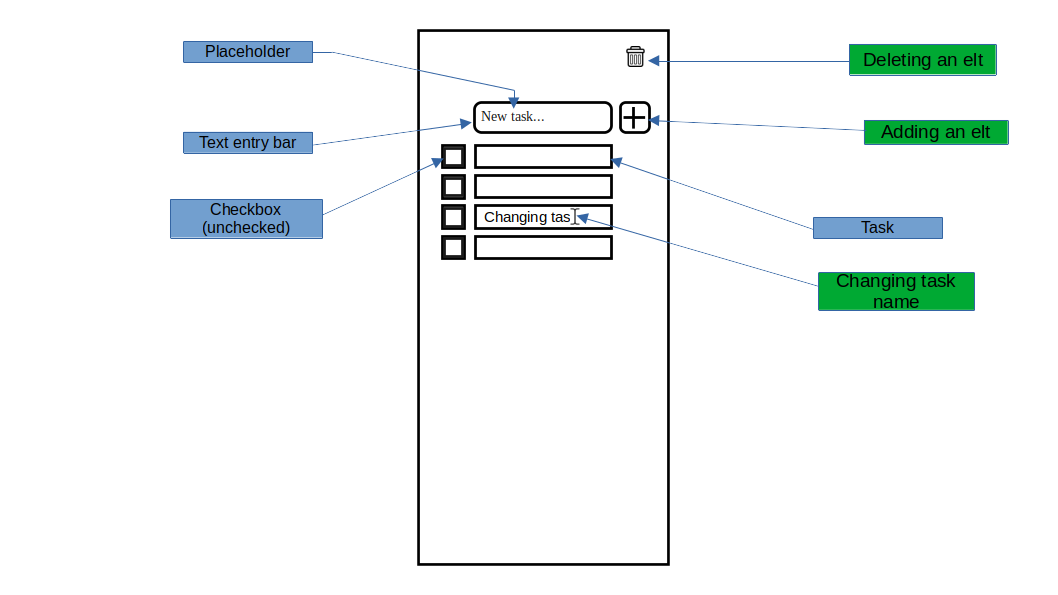 Placeholder
Deleting an elt
New task...
Adding an elt
Text entry bar
Checkbox
(unchecked)
Changing tas
Task
Changing task
name